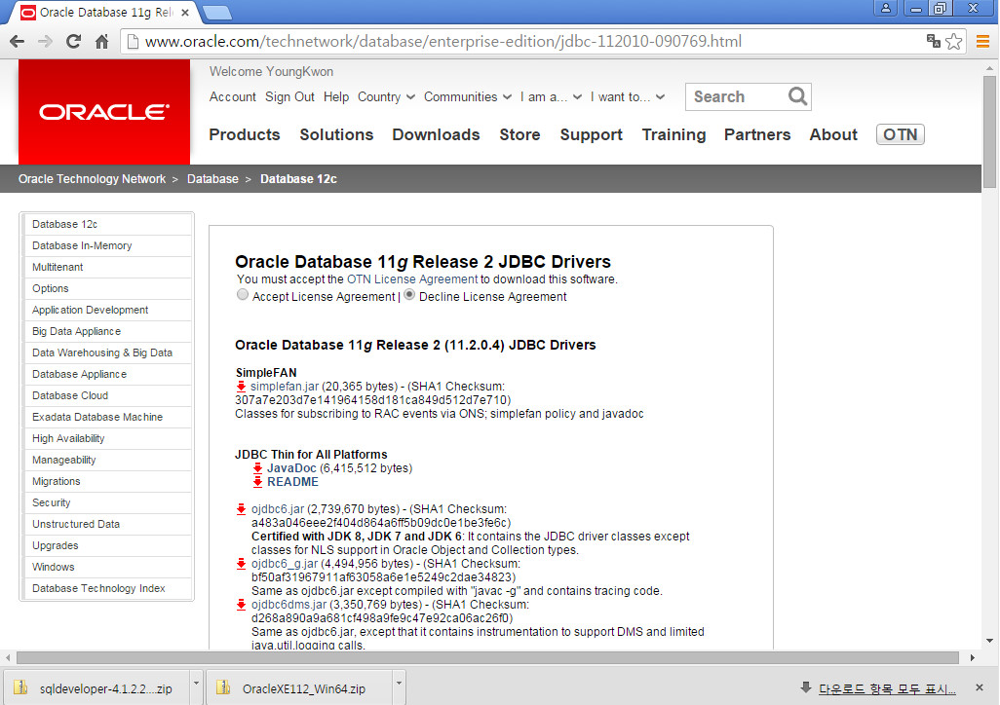 Oracle Database 11g Rel
www.oracle.com/technetwork/database/enterprise-edition/jdbc-112010-090769.html
ORACLE®
Welcome YoungKwon
Account Sign Out Help Country Communities I am a... I want to...
Search
Products Solutions Downloads Store Support Training Partners About OTN
Oracle Technology Network > Database > Database 12c
Database 12c
Database In-Memory
Multitenant
Options
Application Development
Big Data Appliance
Data Warehousing & Big Data
Database Appliance
Database Cloud
Exadata Database Machine
High Availability
Manageability
Migrations
Security
Unstructured Data
Upgrades
Windows
Database Technology Index
Oracle Database 11g Release 2 JDBC Drivers
You must accept the OTN License Agreement to download this software.
Accept License Agreement | Decline License Agreement
Oracle Database 11g Release 2 (11.2.0.4) JDBC Drivers
SimpleFAN
simplefan.jar (20,365 bytes) - (SHA1 Checksum:
307a7e203d7e141964158d181ca849d512d7e710)
Classes for subscribing to RAC events via ONS; simplefan policy and javadoc
JDBC Thin for All Platforms
JavaDoc (6,415,512 bytes)
README
ojdbc6.jar (2,739,670 bytes) - (SHA1 Checksum:
a483a046eee2f404d864a6ff5b09dc0e1be3fe6c)
Certified with JDK 8, JDK 7 and JDK 6: It contains the JDBC driver classes except
classes for NLS support in Oracle Object and Collection types.
ojdbc6_g.jar (4,494,956 bytes) - (SHA1 Checksum:
bf50af31967911af63058a6e1e5249c2dae34823)
Same as ojdbc6.jar except compiled with "javac -g" and contains tracing code.
ojdbc6dms.jar (3,350,769 bytes) - (SHA1 Checksum:
d268a890a9a681cf498a9fe9c47e92ca06ac26f0)
Same as ojdbc6.jar, except that it contains instrumentation to support DMS and limited
java.util.logging calls.
sqldeveloper-4.1.2.2....zip
OracleXE112_Win64.zip
다운로드 항목 모두 표시...